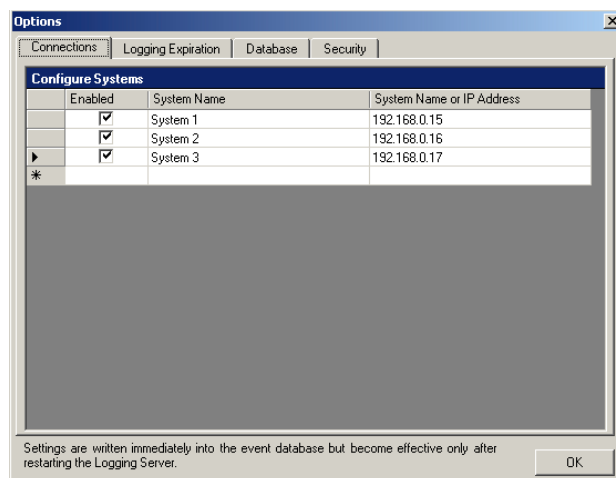 Options
Connections Logging Expiration Database Security
Configure Systems
Enabled System Name System Name or IP Address
System 1 192.168.0.15
System 2 192.168.0.16
System 3 192.168.0.17
Settings are written immediately into the event database but become effective only after
restarting the Logging Server.
OK